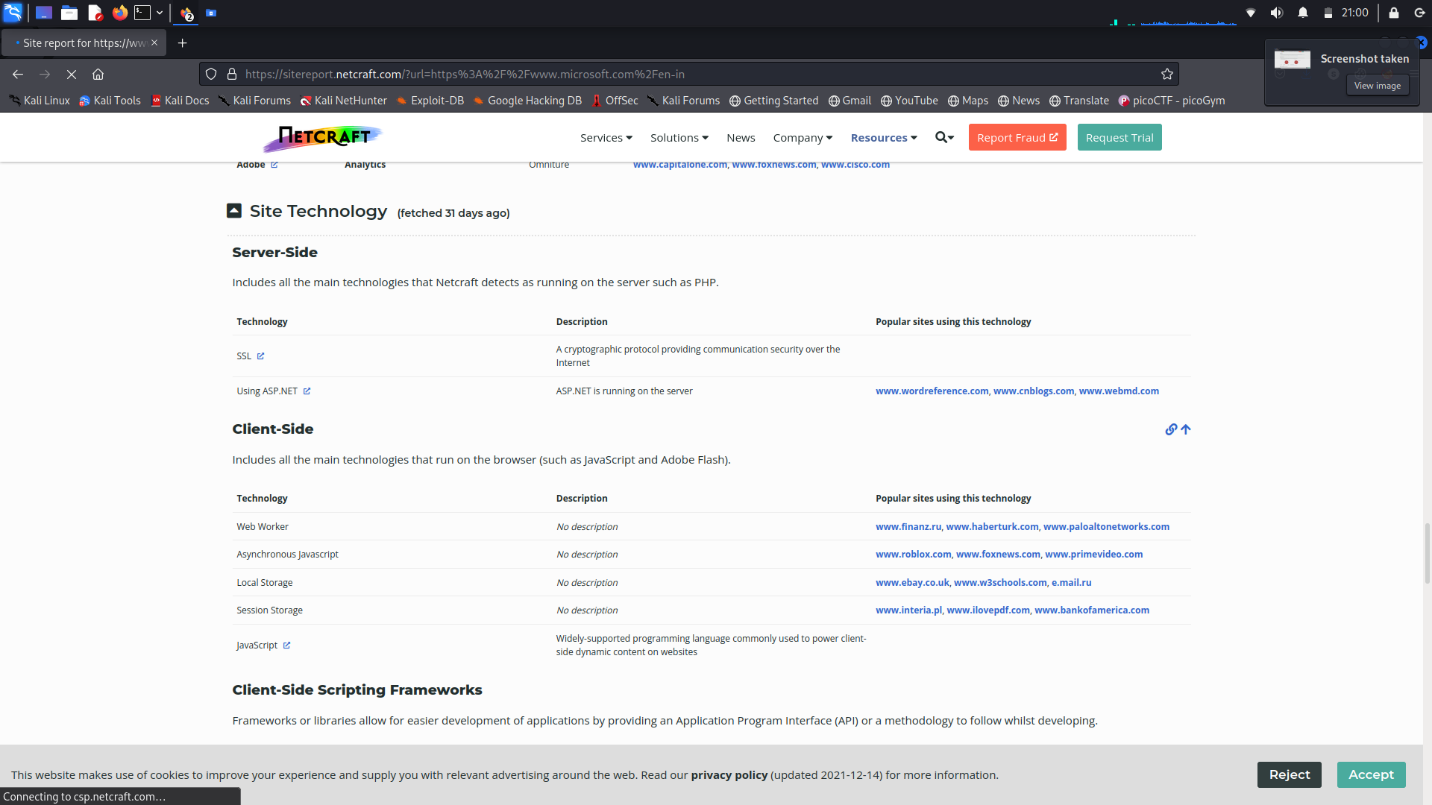 2
21:00
Site report for https://ww
https://sitereport.netcraft.com/?url=https%3A%2F%2Fwww.microsoft.com%2Fen-in
Screenshot taken
View image
Kali Linux Kali Tools Kali Docs Kali Forums Kali NetHunter Exploit-DB Google Hacking DB OffSec Kali Forums Getting Started Gmail YouTube Maps News Translate picoCTF - picoGym
NETCRAFT Services Solutions News Company Resources Report Fraud Request Trial
Adobe Analytics Omniture www.capitalone.com, www.foxnews.com, www.cisco.com
Site Technology (fetched 31 days ago)
Server-Side
Includes all the main technologies that Netcraft detects as running on the server such as PHP.
Technology Description Popular sites using this technology
SSL A cryptographic protocol providing communication security over the
Internet
Using ASP.NET ASP.NET is running on the server www.wordreference.com, www.cnblogs.com, www.webmd.com
Client-Side
Includes all the main technologies that run on the browser (such as JavaScript and Adobe Flash).
Technology Description Popular sites using this technology
Web Worker No description www.finanz.ru, www.haberturk.com, www.paloaltonetworks.com
Asynchronous Javascript No description www.roblox.com, www.foxnews.com, www.primevideo.com
Local Storage No description www.ebay.co.uk, www.w3schools.com, e.mail.ru
Session Storage No description www.interia.pl, www.ilovepdf.com, www.bankofamerica.com
JavaScript Widely-supported programming language commonly used to power client-
side dynamic content on websites
Client-Side Scripting Frameworks
Frameworks or libraries allow for easier development of applications by providing an Application Program Interface (API) or a methodology to follow whilst developing.
This website makes use of cookies to improve your experience and supply you with relevant advertising around the web. Read our privacy policy (updated 2021-12-14) for more information.
Reject Accept
Connecting to csp.netcraft.com…